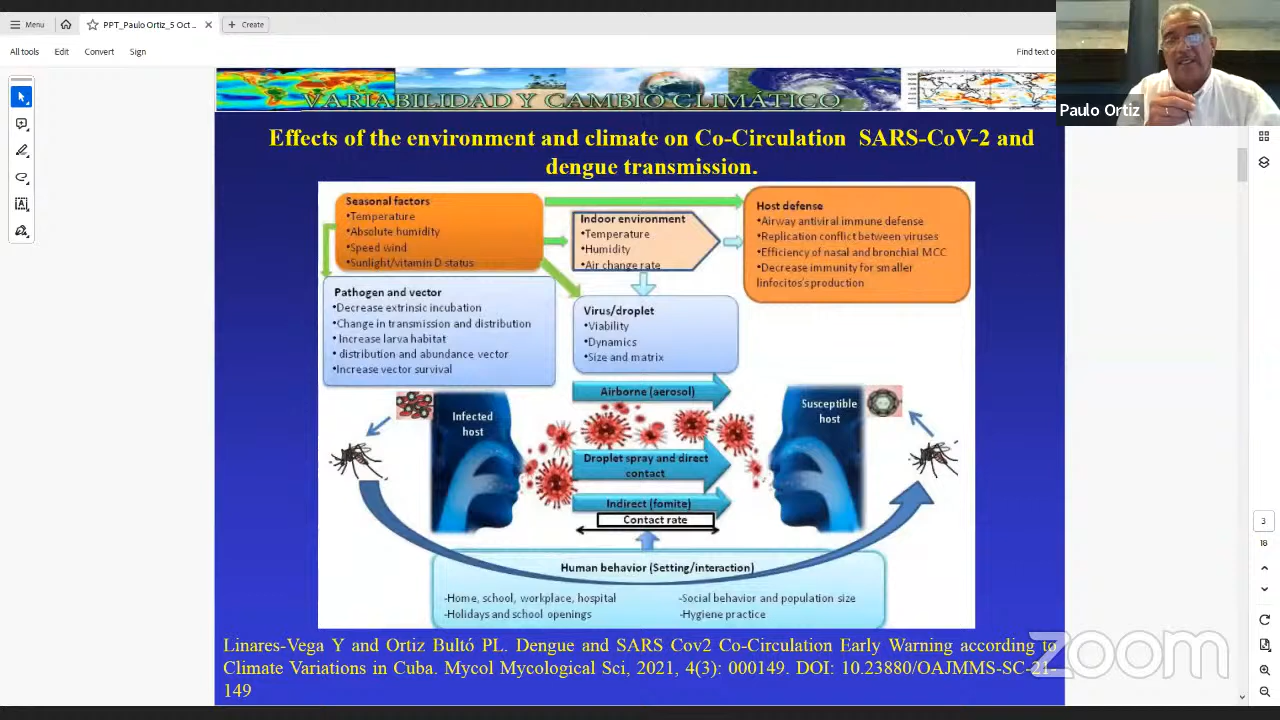 Menu
PPT_Paulo Ortiz_5 Oct ...
Create
All tools
Edit
Convert
Sign
Find text or
Paulo Ortiz
VARIABILIDAD Y CAMBIO CLIMÁTICO
Effects of the environment and climate on Co-Circulation SARS-CoV-2 and
dengue transmission.
Seasonal factors
•Temperature
•Absolute humidity
•Speed wind
•Sunlight/vitamin D status
Indoor environment
•Temperature
•Humidity
•Air change rate
Host defense
•Airway antiviral immune defense
•Replication conflict between viruses
•Efficiency of nasal and bronchial MCC
•Decrease immunity for smaller
linfocitos's production
Pathogen and vector
•Decrease extrinsic incubation
•Change in transmission and distribution
• Increase larva habitat
• distribution and abundance vector
•Increase vector survival
Virus/droplet
•Viability
•Dynamics
•Size and matrix
Airborne (aerosol)
Infected
host
Susceptible
host
Droplet spray and direct
contact
Indirect (fomite)
Contact rate
Human behavior (Setting/interaction)
-Home, school, workplace, hospital
-Social behavior and population size
-Holidays and school openings
-Hygiene practice
Linares-Vega Y and Ortiz Bultó PL. Dengue and SARS Cov2 Co-Circulation Early Warning according to
Climate Variations in Cuba. Mycol Mycological Sci, 2021, 4(3): 000149. DOI: 10.23880/OAJMMS-SC-21-
149
3
18
zoom